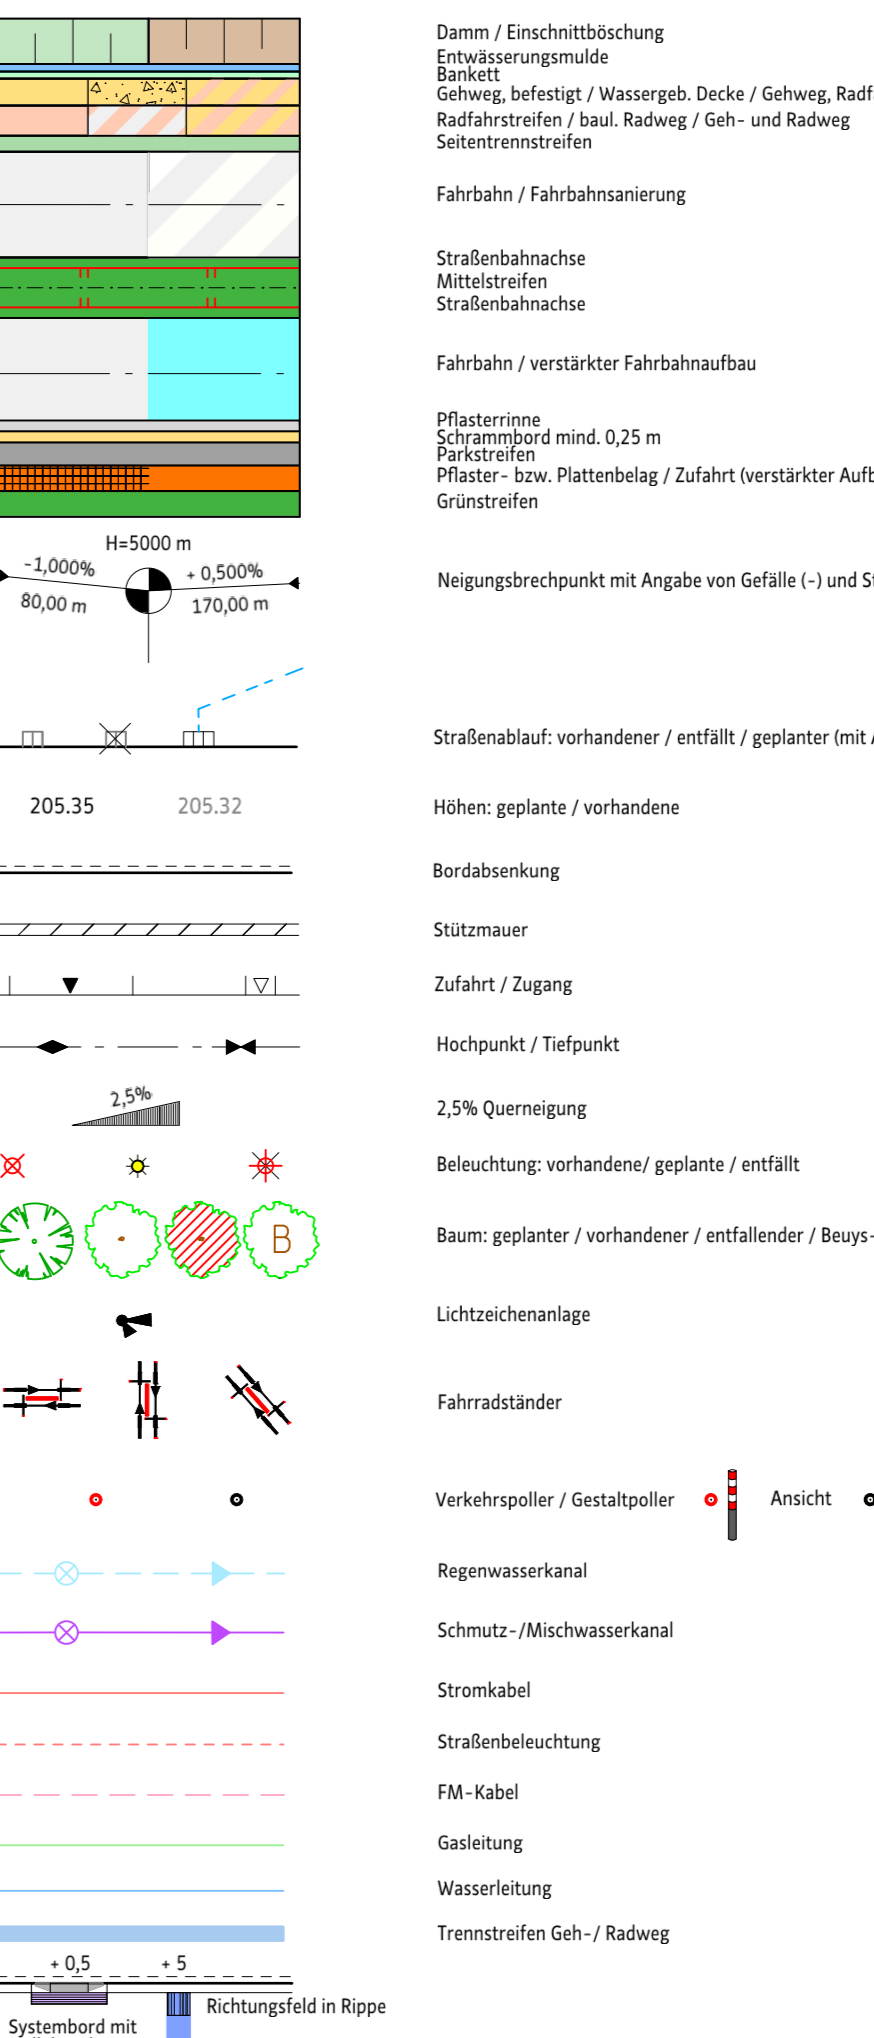 Damm / Einschnittböschung
Entwässerungsmulde
Bankett
Gehweg, befestigt / Wassergeb. Decke / Gehweg,
Radfahrstreifen / baul. Radweg / Geh- und Radweg
Seitentrennstreifen
Fahrbahn / Fahrbahnsanierung
Straßenbahnachse
Mittelstreifen
Straßenbahnachse
Fahrbahn / verstärkter Fahrbahnaufbau
Pflasterrinne
Schrammbord mind. 0,25 m
Parkstreifen
Pflaster- bzw. Plattenbelag / Zufahrt (verstärkter
Grünstreifen
H=5000 m
-1,000%
+ 0,500%
80,00 m
170,00 m
Neigungsbrechpunkt mit Angabe von Gefälle (-) und
Straßenablauf: vorhandener / entfällt / geplanter (mit
205.35 205.32
Höhen: geplante / vorhandene
Bordabsenkung
Stützmauer
Zufahrt / Zugang
Hochpunkt / Tiefpunkt
2,5%
2,5% Querneigung
Beleuchtung: vorhandene/ geplante / entfällt
B
Baum: geplanter / vorhandener / entfallender / Beuys-
Lichtzeichenanlage
Fahrradständer
Verkehrspoller / Gestaltpoller Ansicht
Regenwasserkanal
Schmutz-/Mischwasserkanal
Stromkabel
Straßenbeleuchtung
FM-Kabel
Gasleitung
Wasserleitung
Trennstreifen Geh-/ Radweg
+ 0,5 + 5
Richtungsfeld in Rippe
Systembord mit